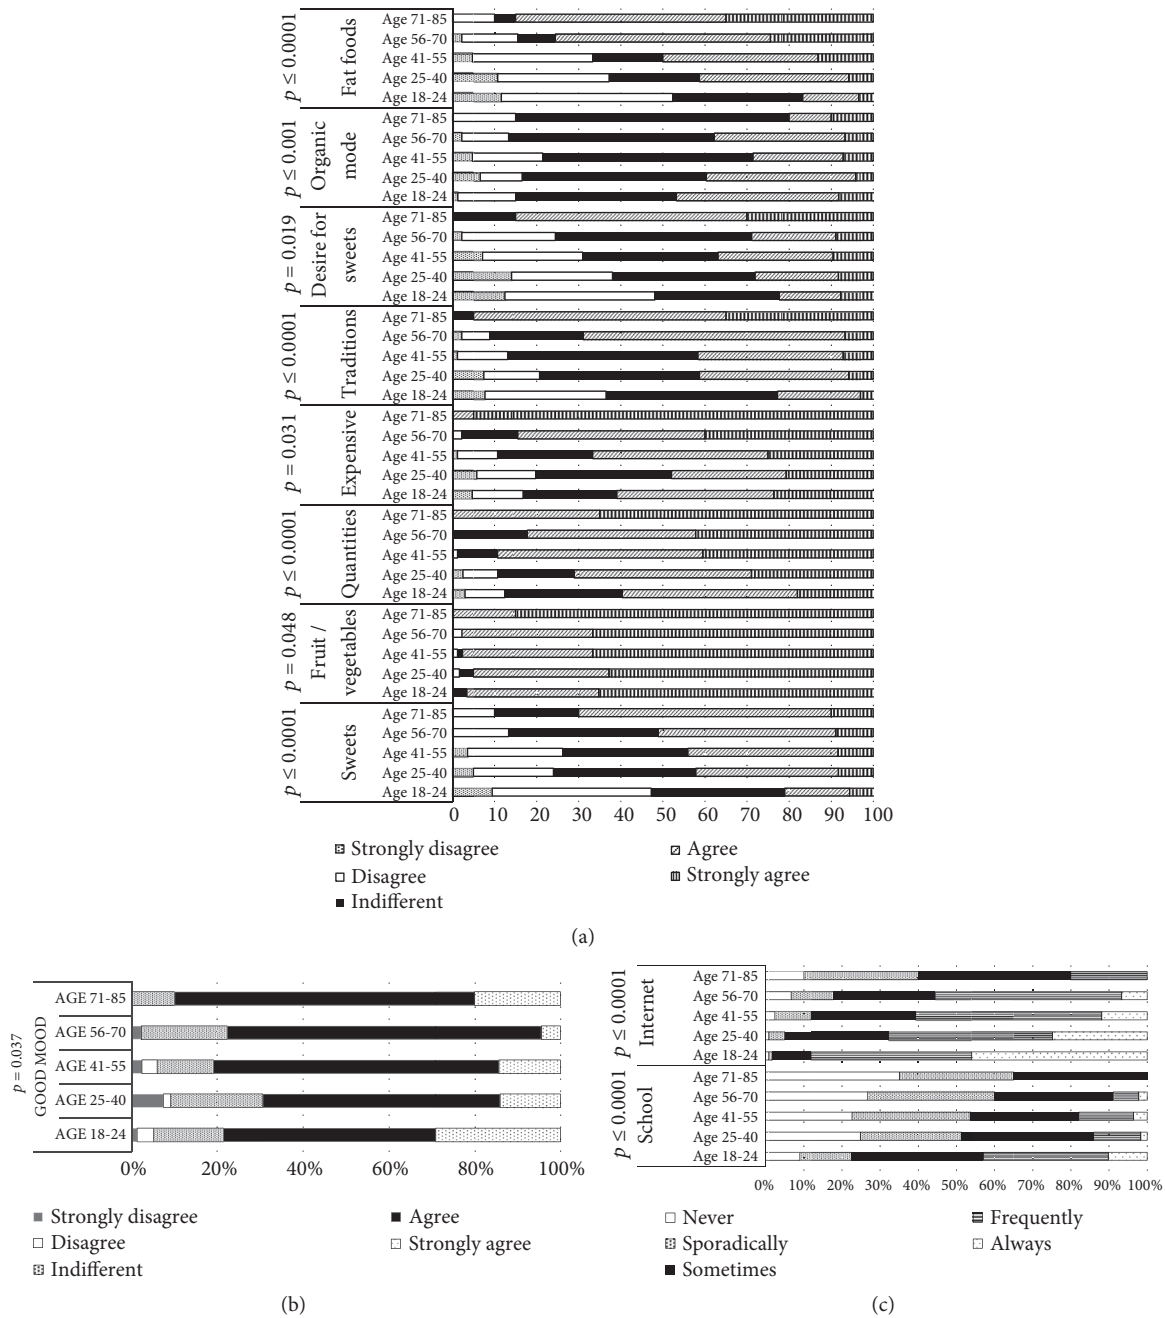 p ≤ 0.0001
Fat foods
Age 71-85
Age 56-70
Age 41-55
Age 25-40
Age 18-24
p ≤ 0.001
Organic
mode
Age 71-85
Age 56-70
Age 41-55
Age 25-40
Age 18-24
p = 0.019
Desire for
sweets
Age 71-85
Age 56-70
Age 41-55
Age 25-40
Age 18-24
p ≤ 0.0001
Traditions
Age 71-85
Age 56-70
Age 41-55
Age 25-40
Age 18-24
p = 0.031
Expensive
Age 71-85
Age 56-70
Age 41-55
Age 25-40
Age 18-24
p ≤ 0.0001
Quantities
Age 71-85
Age 56-70
Age 41-55
Age 25-40
Age 18-24
p = 0.048
Fruit /
vegetables
Age 71-85
Age 56-70
Age 41-55
Age 25-40
Age 18-24
p ≤ 0.0001
Sweets
Age 71-85
Age 56-70
Age 41-55
Age 25-40
Age 18-24
0 10 20 30 40 50 60 70 80 90 100
Strongly disagree
Disagree
Indifferent
Agree
Strongly agree
(a)
p = 0.037
GOOD MOOD
AGE 71-85
AGE 56-70
AGE 41-55
AGE 25-40
AGE 18-24
0% 20% 40% 60% 80% 100%
Strongly disagree
Disagree
Indifferent
Agree
Strongly agree
(b)
p ≤ 0.0001
Internet
Age 71-85
Age 56-70
Age 41-55
Age 25-40
Age 18-24
p ≤ 0.0001
School
Age 71-85
Age 56-70
Age 41-55
Age 25-40
Age 18-24
0% 10% 20% 30% 40% 50% 60% 70% 80% 90% 100%
Never
Sporadically
Sometimes
Frequently
Always
(c)